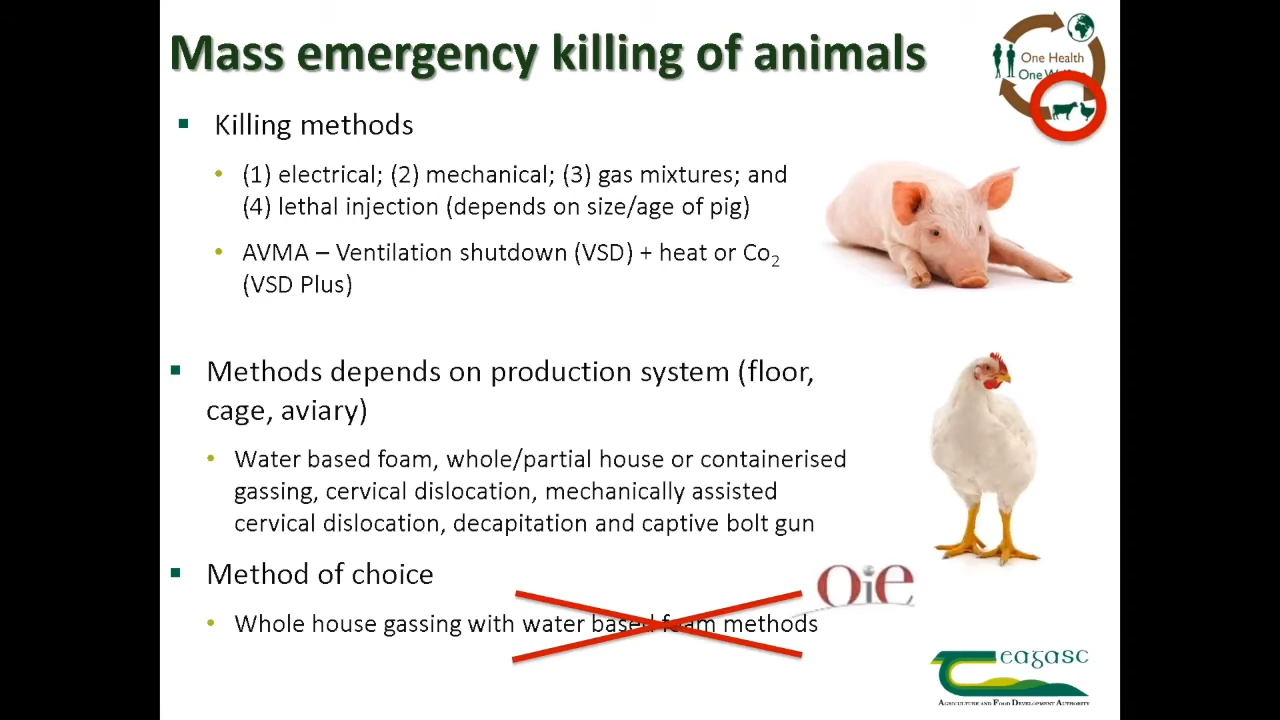 Mass emergency killing of animals
One Health
One We
Killing methods
(1) electrical; (2) mechanical; (3) gas mixtures; and
(4) lethal injection (depends on size/age of pig)
AVMA – Ventilation shutdown (VSD) + heat or Co2
(VSD Plus)
Methods depends on production system (floor,
cage, aviary)
Water based foam, whole/partial house or containerised
gassing, cervical dislocation, mechanically assisted
cervical dislocation, decapitation and captive bolt gun
Method of choice
oie
Whole house gassing with water based foam methods
eagasc
AGRICULTURE AND FOOD DEVELOPMENT AUTHORITY